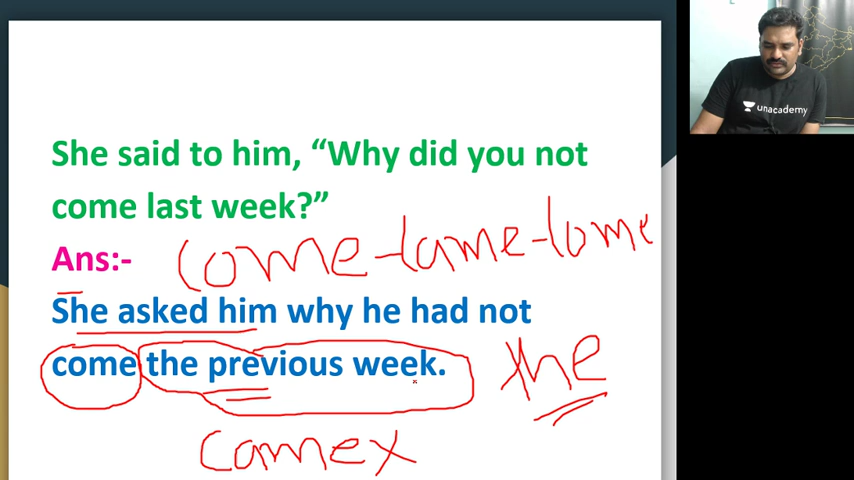 She said to him, “Why did you not
come last week?”
Ans:-
come-came-come
She asked him why he had not
come the previous week.
the
came x
unacademy